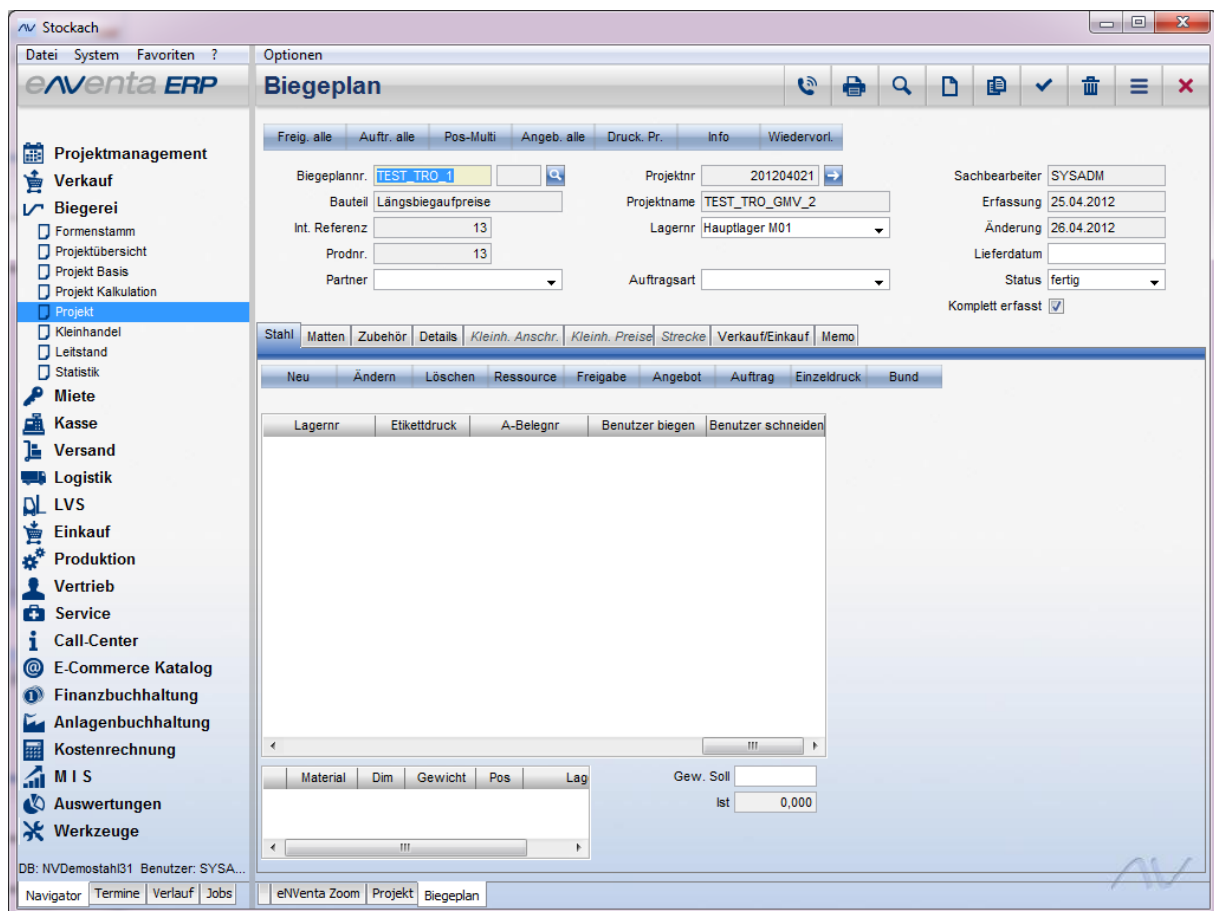 Stockach
Datei System Favoriten ?
Optionen
eNVenta ERP
Biegeplan
Projektmanagement
Verkauf
Biegerei
Formenstamm
Projektübersicht
Projekt Basis
Projekt Kalkulation
Projekt
Kleinhandel
Leitstand
Statistik
Miete
Kasse
Versand
Logistik
LVS
Einkauf
Produktion
Vertrieb
Service
Call-Center
E-Commerce Katalog
Finanzbuchhaltung
Anlagenbuchhaltung
Kostenrechnung
M I S
Auswertungen
Werkzeuge
DB: NVDemostahl31 Benutzer: SYSA...
Navigator Termine Verlauf Jobs
Freig. alle Auftr. alle Pos-Multi Angeb. alle Druck. Pr. Info Wiedervorl.
Biegeplannr. TEST_TRO_1 Projektnr 201204021 Sachbearbeiter SYSADM
Bauteil Längsbiegaufpreise Projektname TEST_TRO_GMV_2 Erfassung 25.04.2012
Int. Referenz 13 Lagernr Hauptlager M01 Änderung 26.04.2012
Prodnr. 13 Lieferdatum
Partner Auftragsart Status fertig
Komplett erfasst
Stahl Matten Zubehör Details Kleinh. Anschr. Kleinh. Preise Strecke Verkauf/Einkauf Memo
Neu Ändern Löschen Ressource Freigabe Angebot Auftrag Einzeldruck Bund
Lagernr Etikettdruck A-Belegnr Benutzer biegen Benutzer schneiden
Material Dim Gewicht Pos Lag
Gew. Soll
Ist 0,000
eNVenta Zoom Projekt Biegeplan